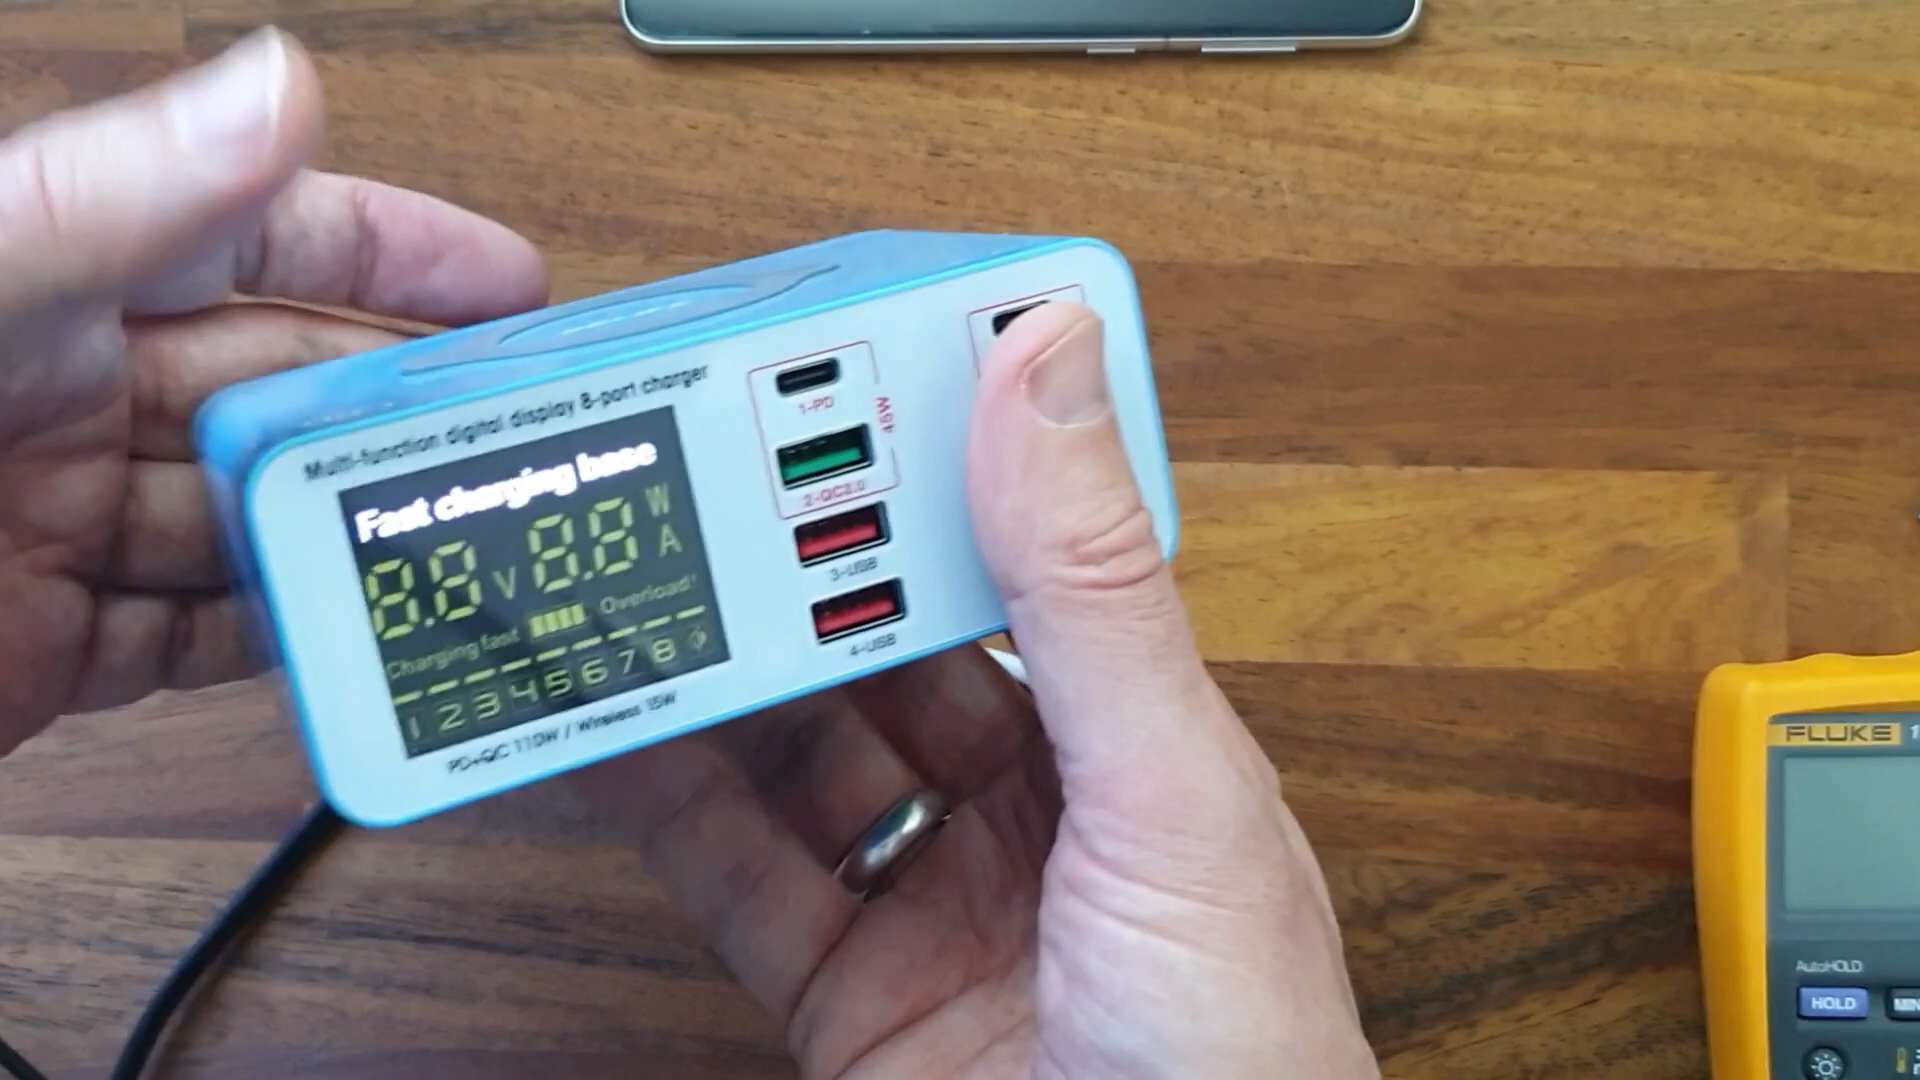 Multi-function digital display 8-port charger
Fast charging base
8.8 V 8.8 W A
Charging fast Overload!
1 2 3 4 5 6 7 8
PD+QC 110W / Wireless 15W
1-PD
48W
2-QC3.0
3-USB
4-USB
FLUKE
AutoHOLD
HOLD
MIN